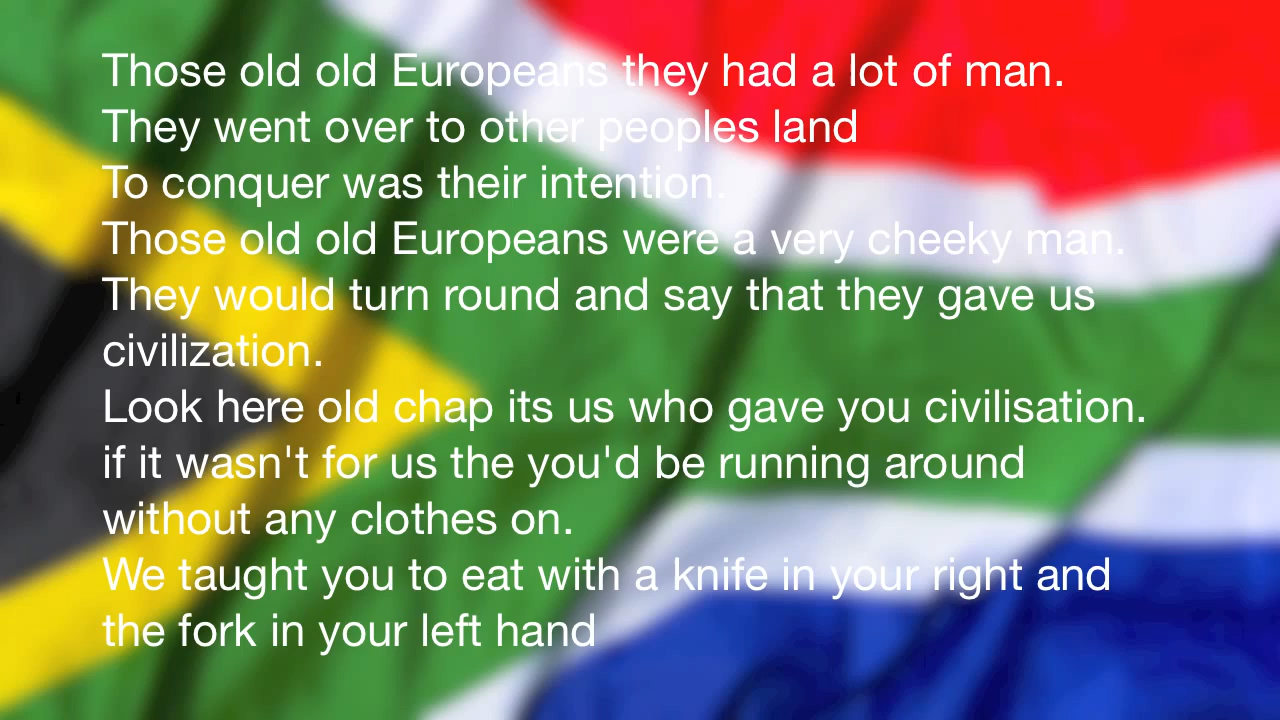 Those old old Europeans they had a lot of man.
They went over to other peoples land
To conquer was their intention.
Those old old Europeans were a very cheeky man.
They would turn round and say that they gave us
civilization.
Look here old chap its us who gave you civilisation.
if it wasn't for us the you'd be running around
without any clothes on.
We taught you to eat with a knife in your right and
the fork in your left hand